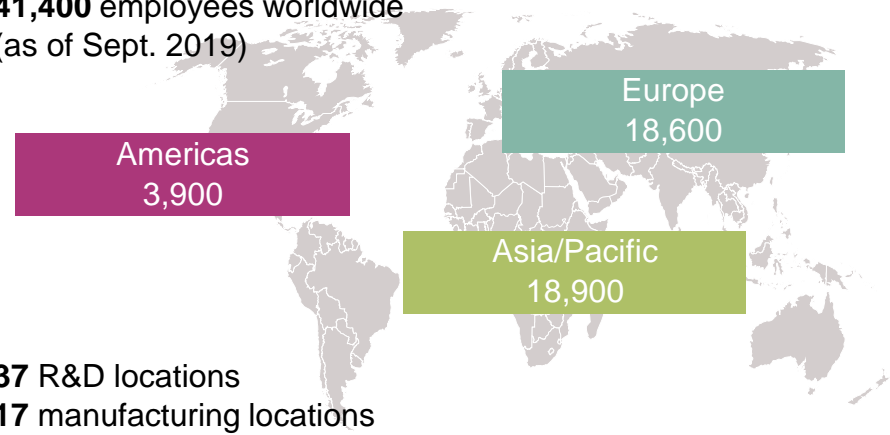 41,400 employees worldwide
(as of Sept. 2019)
Europe
18,600
Americas
3,900
Asia/Pacific
18,900
37 R&D locations
17 manufacturing locations